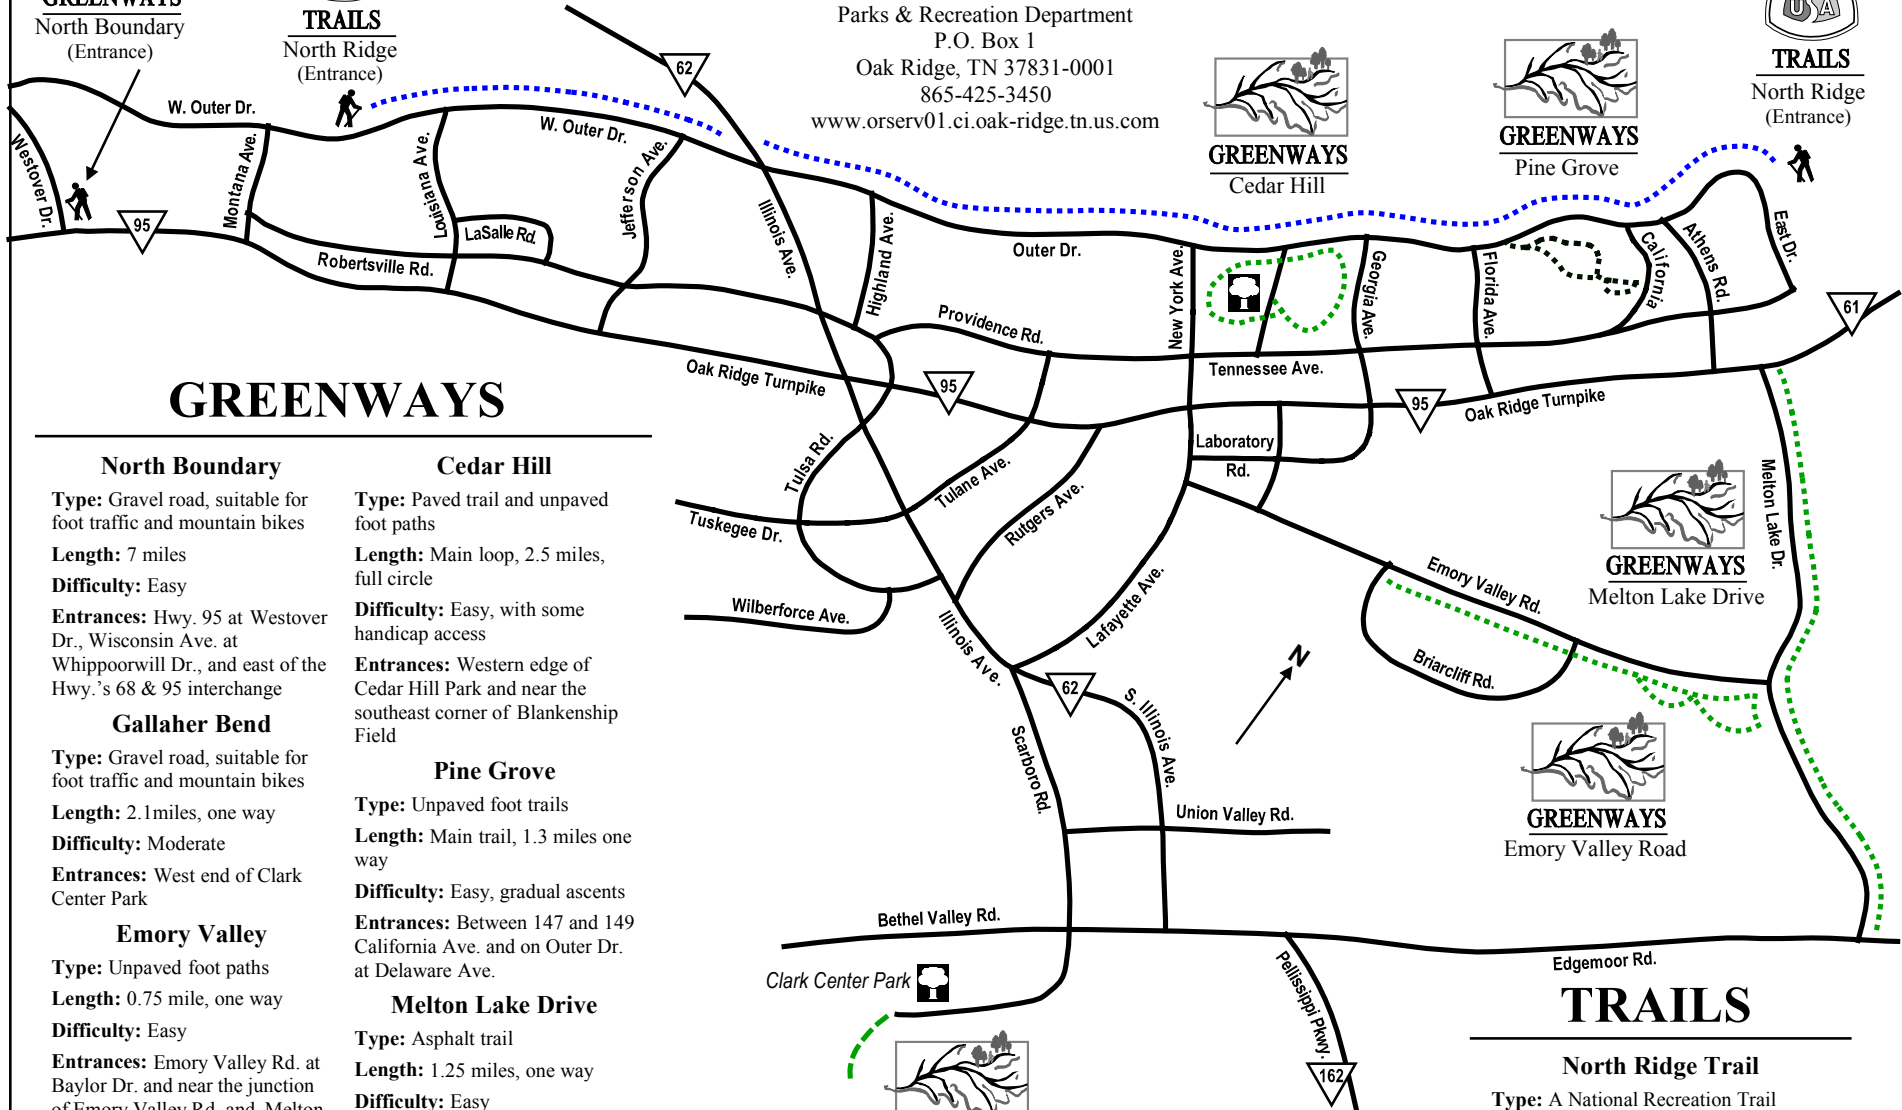 GREENWAYS
North Boundary
(Entrance)
TRAILS
North Ridge
(Entrance)
Parks & Recreation Department
P.O. Box 1
Oak Ridge, TN 37831-0001
865-425-3450
www.orserv01.ci.oak-ridge.tn.us.com
GREENWAYS
Cedar Hill
GREENWAYS
Pine Grove
USA
TRAILS
North Ridge
(Entrance)
62
W. Outer Dr.
W. Outer Dr.
Westover Dr.
Montana Ave.
Louisiana Ave.
Jefferson Ave.
95
LaSalle Rd.
Robertsville Rd.
Illinois Ave.
Highland Ave.
Outer Dr.
Providence Rd.
New York Ave.
Georgia Ave.
Florida Ave.
California
Athens Rd.
East Dr.
61
Tennessee Ave.
Oak Ridge Turnpike
95
95
Oak Ridge Turnpike
Laboratory
Rd.
Tulsa Rd.
Tulane Ave.
Rutgers Ave.
Tuskegee Dr.
Wilberforce Ave.
Illinois Ave.
Lafayette Ave.
Emory Valley Rd.
Briarcliff Rd.
Melton Lake Dr.
GREENWAYS
Melton Lake Drive
N
62
S. Illinois Ave.
Scarboro Rd.
Union Valley Rd.
GREENWAYS
Emory Valley Road
Bethel Valley Rd.
Edgemoor Rd.
Clark Center Park
Pellissippi Pkwy.
162
GREENWAYS
North Boundary
Type: Gravel road, suitable for
foot traffic and mountain bikes
Length: 7 miles
Difficulty: Easy
Entrances: Hwy. 95 at Westover
Dr., Wisconsin Ave. at
Whippoorwill Dr., and east of the
Hwy.'s 68 & 95 interchange
Gallaher Bend
Type: Gravel road, suitable for
foot traffic and mountain bikes
Length: 2.1miles, one way
Difficulty: Moderate
Entrances: West end of Clark
Center Park
Emory Valley
Type: Unpaved foot paths
Length: 0.75 mile, one way
Difficulty: Easy
Entrances: Emory Valley Rd. at
Baylor Dr. and near the junction
of Emory Valley Rd. and Melton
Cedar Hill
Type: Paved trail and unpaved
foot paths
Length: Main loop, 2.5 miles,
full circle
Difficulty: Easy, with some
handicap access
Entrances: Western edge of
Cedar Hill Park and near the
southeast corner of Blankenship
Field
Pine Grove
Type: Unpaved foot trails
Length: Main trail, 1.3 miles one
way
Difficulty: Easy, gradual ascents
Entrances: Between 147 and 149
California Ave. and on Outer Dr.
at Delaware Ave.
Melton Lake Drive
Type: Asphalt trail
Length: 1.25 miles, one way
Difficulty: Easy
TRAILS
North Ridge Trail
Type: A National Recreation Trail